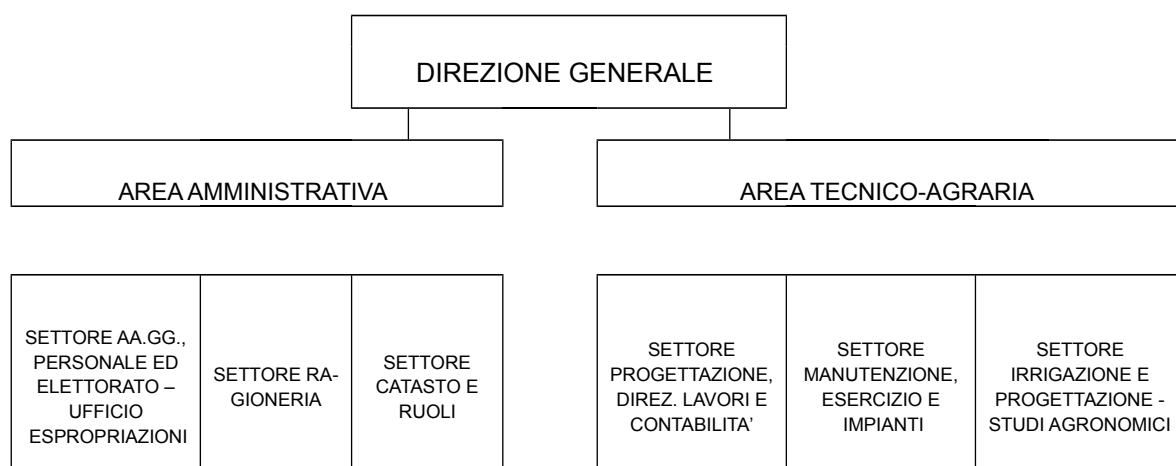 DIREZIONE GENERALE
AREA AMMINISTRATIVA
AREA TECNICO-AGRARIA
SETTORE AA.GG.,
PERSONALE ED
ELETTORATO –
UFFICIO
ESPROPRIAZIONI
SETTORE RA-
GIONERIA
SETTORE
CATASTO E
RUOLI
SETTORE
PROGETTAZIONE,
DIREZ. LAVORI E
CONTABILITA’
SETTORE
MANUTENZIONE,
ESERCIZIO E
IMPIANTI
SETTORE
IRRIGAZIONE E
PROGETTAZIONE -
STUDI AGRONOMICI